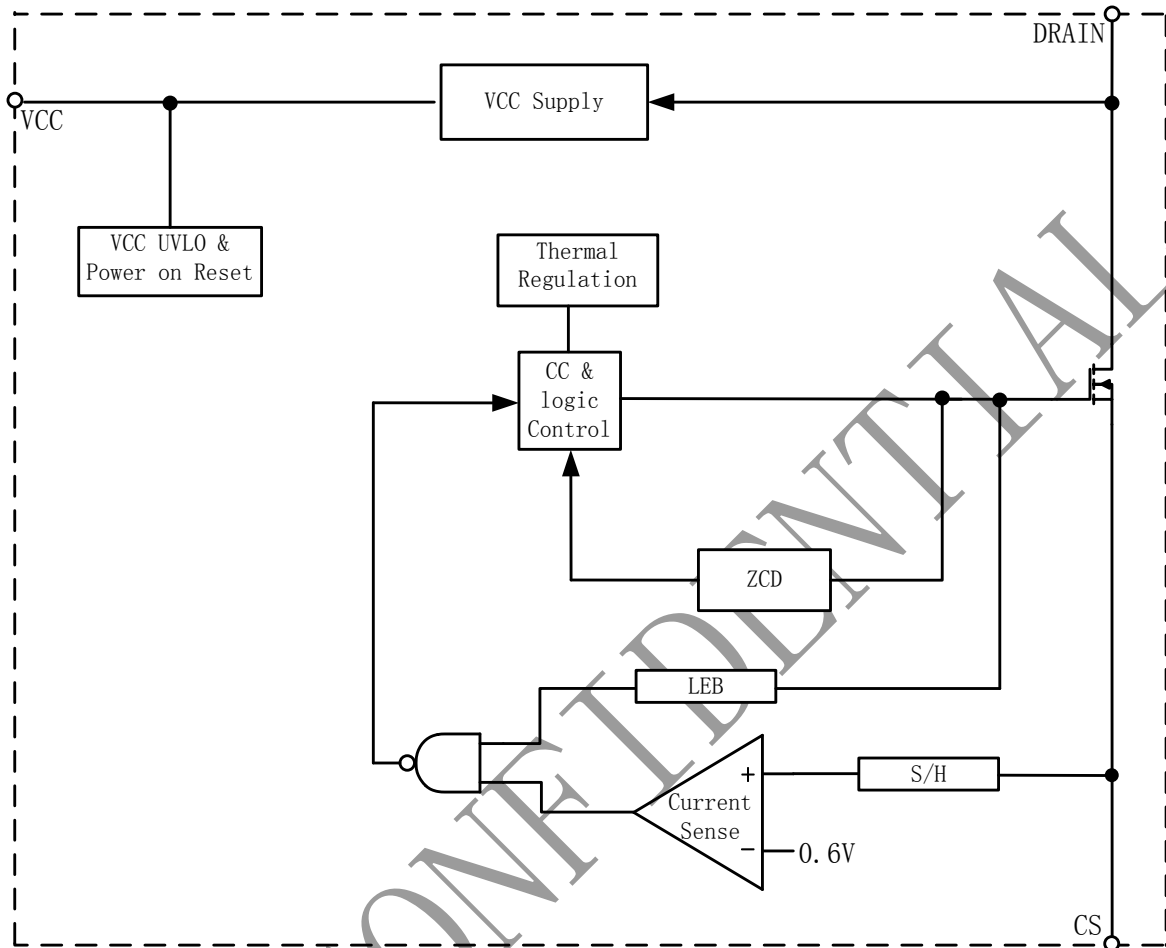 DRAIN
VCC Supply
VCC
VCC UVLO &
Power on Reset
Thermal
Regulation
CC &
logic
Control
ZCD
LEB
S/H
+
Current
Sense
−
0.6V
CS
ONFIDENTIAL